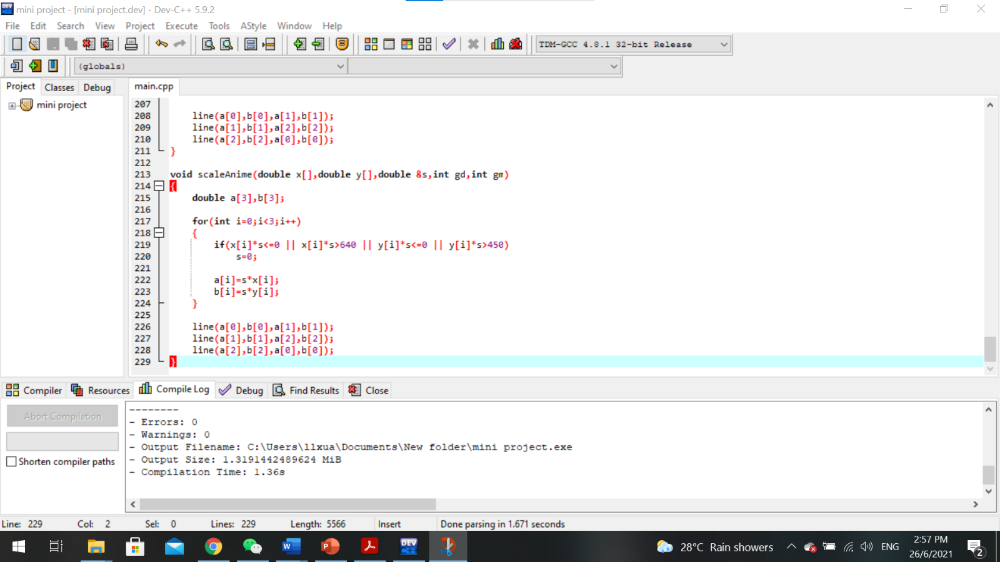 mini project - [mini project.dev] - Dev-C++ 5.9.2
File Edit Search View Project Execute Tools AStyle Window Help
TDM-GCC 4.8.1 32-bit Release
(globals)
Project Classes Debug main.cpp
mini project
207
208 line(a[0],b[0],a[1],b[1]);
209 line(a[1],b[1],a[2],b[2]);
210 line(a[2],b[2],a[0],b[0]);
211 }
212
213 void scaleAnime(double x[],double y[],double &s,int gd,int gm)
214 {
215 double a[3],b[3];
216
217 for(int i=0;i<3;i++)
218 {
219 if(x[i]*s<=0 || x[i]*s>640 || y[i]*s<=0 || y[i]*s>450)
220 s=0;
221
222 a[i]=s*x[i];
223 b[i]=s*y[i];
224 }
225
226 line(a[0],b[0],a[1],b[1]);
227 line(a[1],b[1],a[2],b[2]);
228 line(a[2],b[2],a[0],b[0]);
229 }
Compiler Resources Compile Log Debug Find Results Close
Abort Compilation
Shorten compiler paths
--------
- Errors: 0
- Warnings: 0
- Output Filename: C:\Users\llxua\Documents\New folder\mini project.exe
- Output Size: 1.3191442489624 MiB
- Compilation Time: 1.36s
Line: 229 Col: 2 Sel: 0 Lines: 229 Length: 5566 Insert Done parsing in 1.671 seconds
DEV C++
28°C Rain showers ENG 2:57 PM
26/6/2021
2